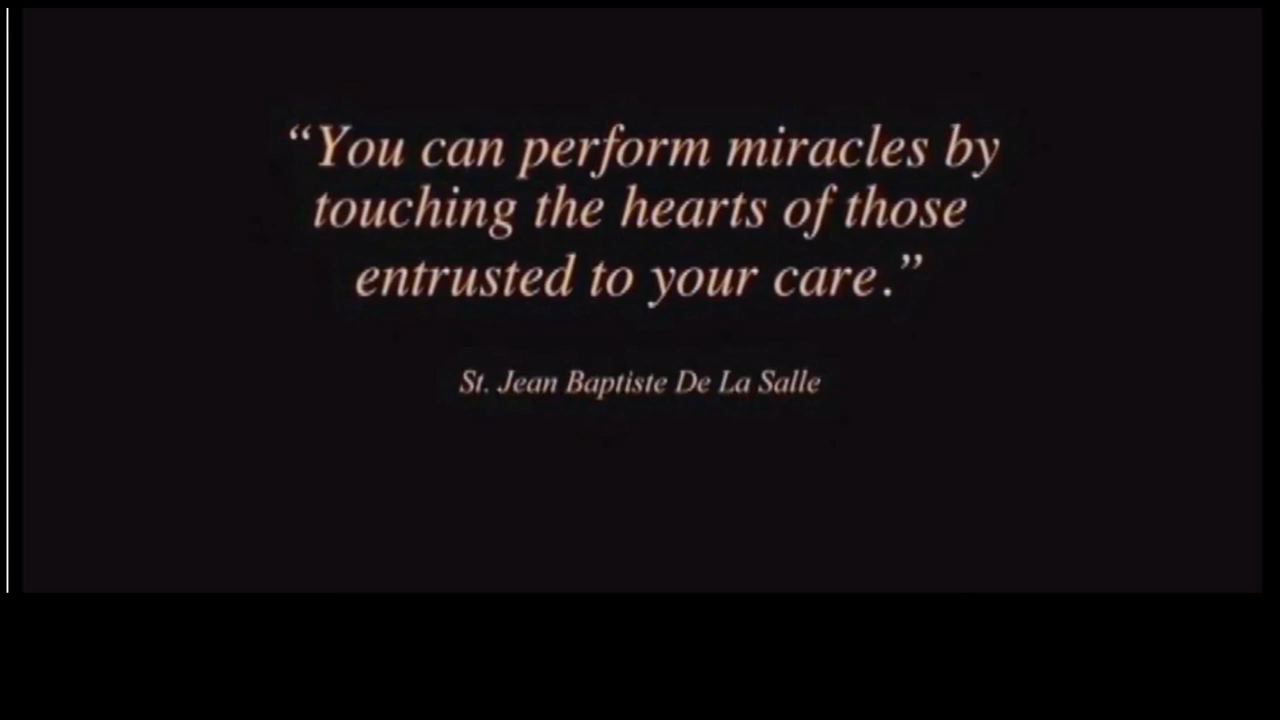 “You can perform miracles by
touching the hearts of those
entrusted to your care.”
St. Jean Baptiste De La Salle